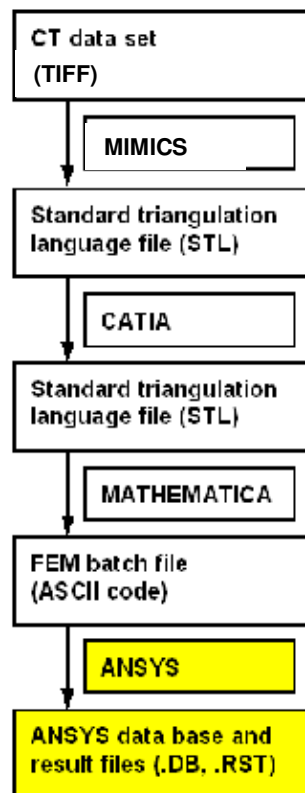 CT data set
(TIFF)
MIMICS
Standard triangulation
language file (STL)
CATIA
Standard triangulation
language file (STL)
MATHEMATICA
FEM batch file
(ASCII code)
ANSYS
ANSYS data base and
result files (.DB, .RST)